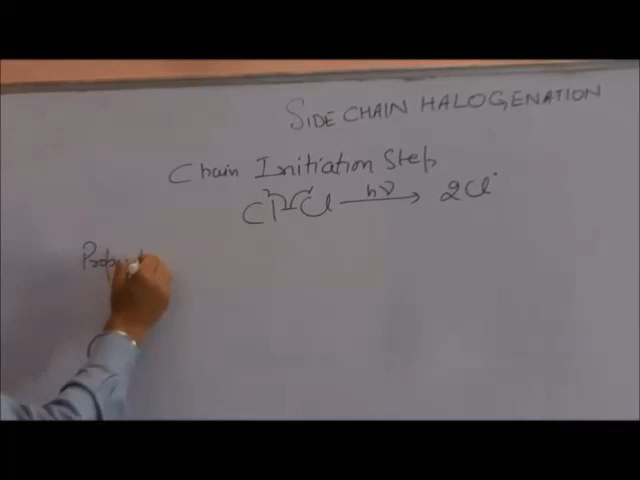 SIDE CHAIN HALOGENATION
Chain Initiation Step
Cl-Cl hν → 2Cl•